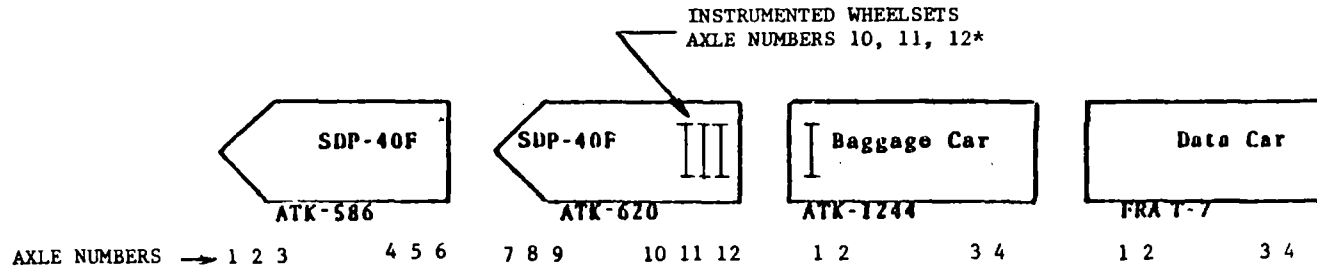 INSTRUMENTED WHEELSETS
AXLE NUMBERS 10, 11, 12*
SDP-40F
SDP-40F
Baggage Car
Data Car
ATK-586
ATK-620
ATK-1244
FRA T-7
AXLE NUMBERS → 1 2 3 4 5 6 7 8 9 10 11 12 1 2 3 4 1 2 3 4